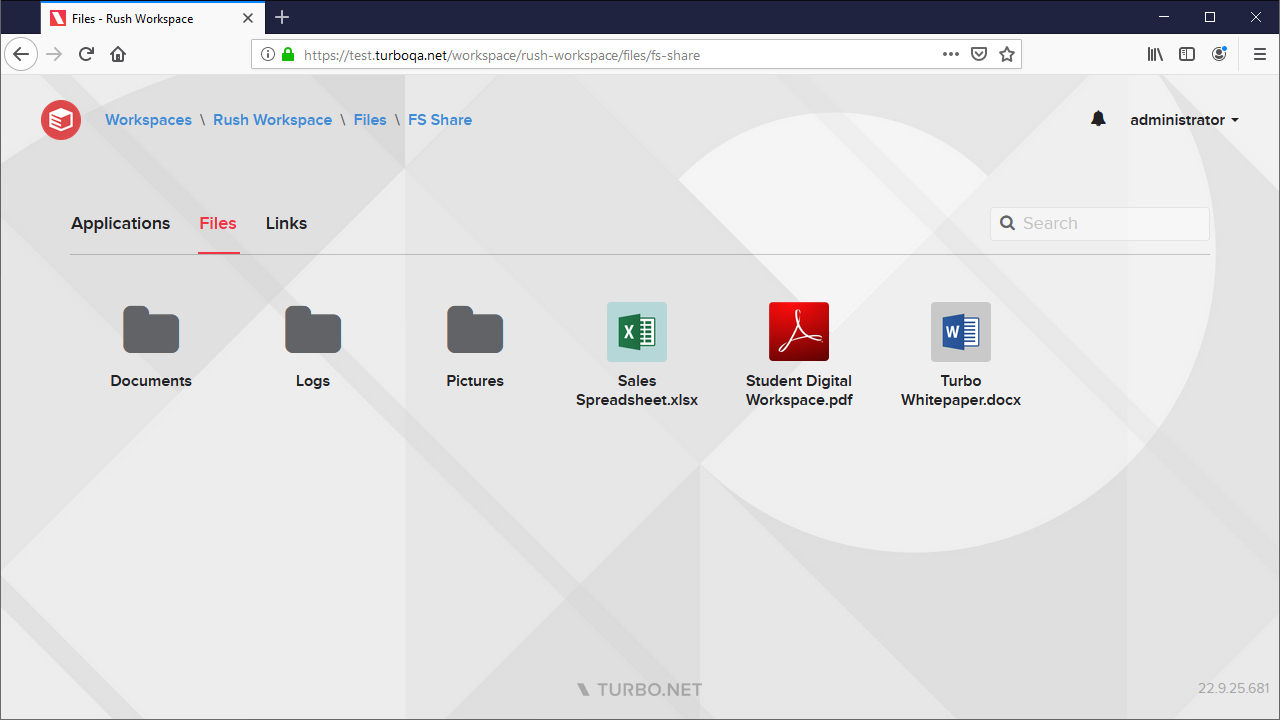 Files - Rush Workspace
https://test.turboqa.net/workspace/rush-workspace/files/fs-share
Workspaces \ Rush Workspace \ Files \ FS Share
administrator
Applications Files Links
Search
Documents
Logs
Pictures
Sales
Spreadsheet.xlsx
Student Digital
Workspace.pdf
Turbo
Whitepaper.docx
TURBO.NET
22.9.25.681